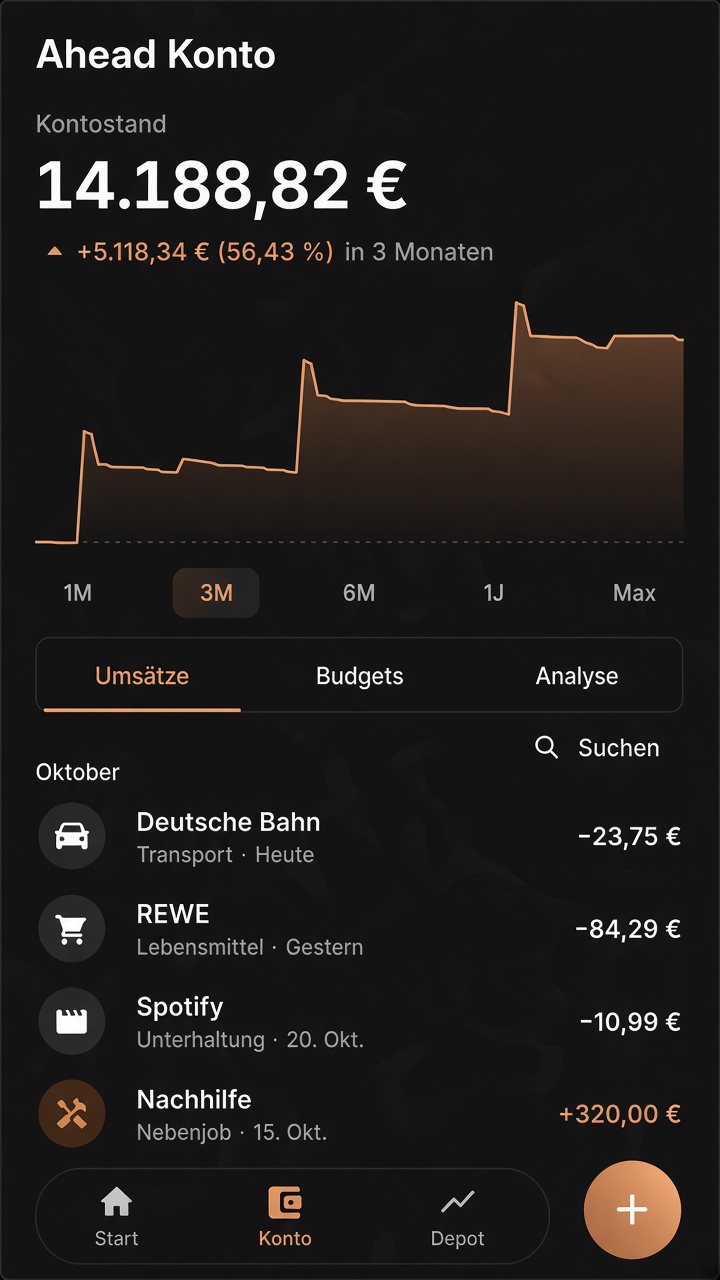 Ahead Konto
Kontostand
14.188,82 €
+5.118,34 € (56,43 %) in 3 Monaten
1M 3M 6M 1J Max
Umsätze Budgets Analyse
Suchen
Oktober
Deutsche Bahn
Transport · Heute
−23,75 €
REWE
Lebensmittel · Gestern
−84,29 €
Spotify
Unterhaltung · 20. Okt.
−10,99 €
Nachhilfe
Nebenjob · 15. Okt.
+320,00 €
Start Konto Depot